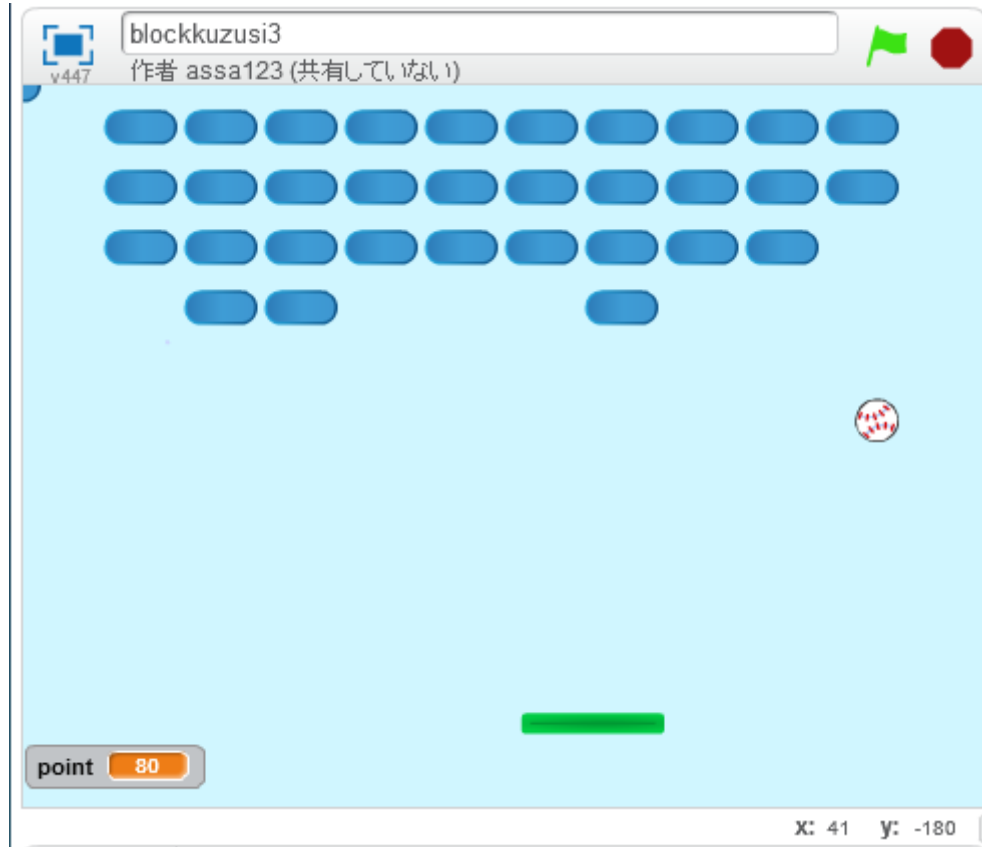 blockkuzusi3
v447
作者 assa123 (共有していない)
point 80
x: 41 y: -180